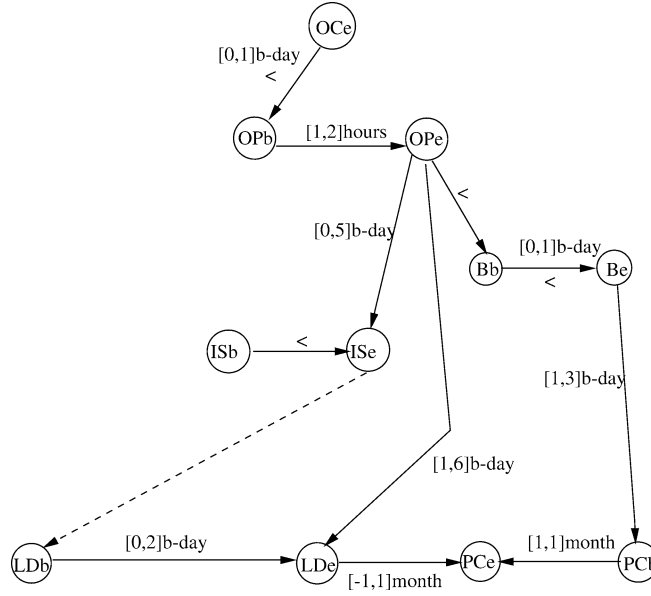 OCe
[0,1]b-day
<
OPb
[1,2]hours
OPe
<
[0,5]b-day
[0,1]b-day
Bb
Be
<
ISb
<
ISe
[1,3]b-day
[1,6]b-day
[0,2]b-day
[1,1]month
LDb
LDe
PCe
PCb
[-1,1]month